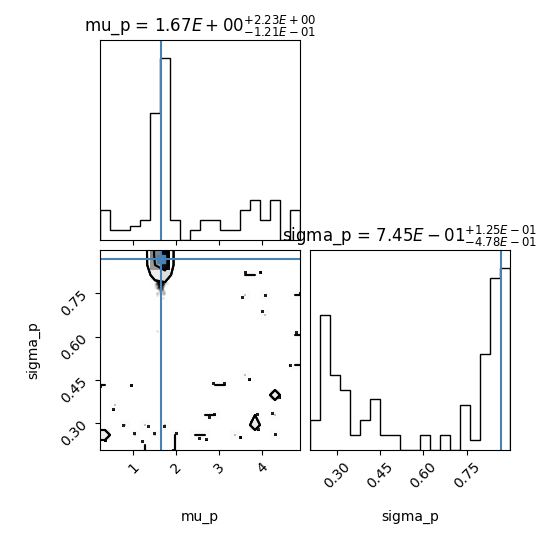 mu_p = 1.67E+00+2.23E+00−1.21E−01
sigma_p = 7.45E−01+1.25E−01−4.78E−01
0.75
0.60
0.45
0.30
sigma_p
1 2 3 4
0.30 0.45 0.60 0.75
mu_p sigma_p